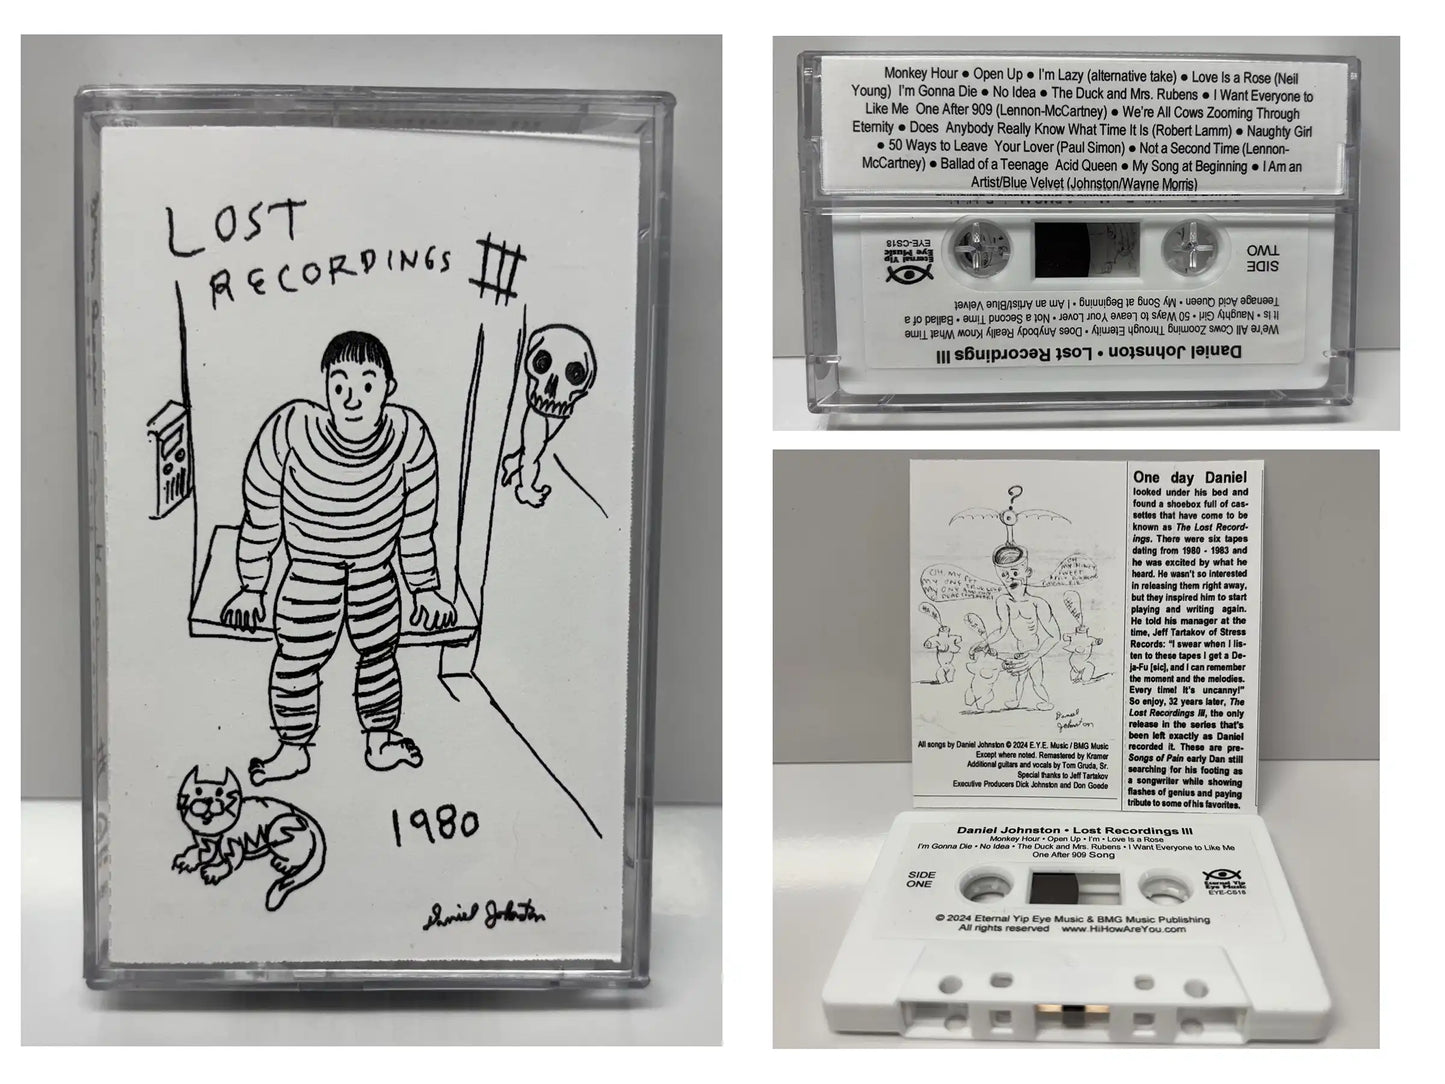 LOST
RECORDINGS III
1980
Daniel Johnston
Monkey Hour • Open Up • I'm Lazy (alternative take) • Love Is a Rose (Neil
Young) I'm Gonna Die • No Idea • The Duck and Mrs. Rubens • I Want Everyone to
Like Me One After 909 (Lennon-McCartney) • We're All Cows Zooming Through
Eternity • Does Anybody Really Know What Time It Is (Robert Lamm) • Naughty Girl
• 50 Ways to Leave Your Lover (Paul Simon) • Not a Second Time (Lennon-
McCartney) • Ballad of a Teenage Acid Queen • My Song at Beginning • I Am an
Artist/Blue Velvet (Johnston/Wayne Morris)
Daniel Johnston • Lost Recordings III
We're All Cows Zooming Through Eternity • Does Anybody Really Know What Time
It Is • Naughty Girl • 50 Ways to Leave Your Lover • Not a Second Time • Ballad of a
Teenage Acid Queen • My Song at Beginning • I Am an Artist/Blue Velvet
SIDE
TWO
Eternal Yip
Eye Music
EYE-CS18
?
Daniel
Johnston
All songs by Daniel Johnston © 2024 E.Y.E. Music / BMG Music
Except where noted. Remastered by Kramer
Additional guitars and vocals by Tom Gruda, Sr.
Special thanks to Jeff Tartakov
Executive Producers Dick Johnston and Don Goede
One day Daniel
looked under his bed and
found a shoebox full of cas-
settes that have come to be
known as The Lost Record-
ings. There were six tapes
dating from 1980 - 1983 and
he was excited by what he
heard. He wasn't so interested
in releasing them right away,
but they inspired him to start
playing and writing again.
He told his manager at the
time, Jeff Tartakov of Stress
Records: "I swear when I lis-
ten to these tapes I get a De-
ja-Fu [sic], and I can remember
the moment and the melodies.
Every time! It's uncanny!"
So enjoy, 32 years later, The
Lost Recordings III, the only
release in the series that's
been left exactly as Daniel
recorded it. These are pre-
Songs of Pain early Dan still
searching for his footing as
a songwriter while showing
flashes of genius and paying
tribute to some of his favorites.
Daniel Johnston • Lost Recordings III
Monkey Hour • Open Up • I'm • Love Is a Rose
I'm Gonna Die • No Idea • The Duck and Mrs. Rubens • I Want Everyone to Like Me
One After 909 Song
SIDE
ONE
Eternal Yip
Eye Music
EYE-CS18
© 2024 Eternal Yip Eye Music & BMG Music Publishing
All rights reserved www.HiHowAreYou.com